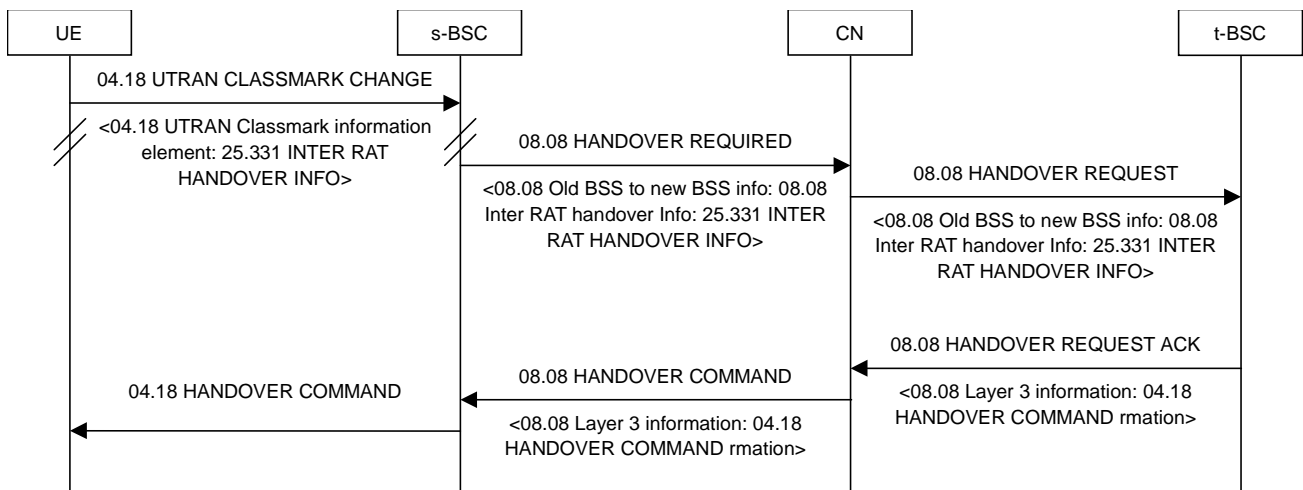 UE
s-BSC
CN
t-BSC
04.18 UTRAN CLASSMARK CHANGE
<04.18 UTRAN Classmark information
element: 25.331 INTER RAT
HANDOVER INFO>
08.08 HANDOVER REQUIRED
<08.08 Old BSS to new BSS info: 08.08
Inter RAT handover Info: 25.331 INTER
RAT HANDOVER INFO>
08.08 HANDOVER REQUEST
<08.08 Old BSS to new BSS info: 08.08
Inter RAT handover Info: 25.331 INTER
RAT HANDOVER INFO>
08.08 HANDOVER REQUEST ACK
<08.08 Layer 3 information: 04.18
HANDOVER COMMAND rmation>
08.08 HANDOVER COMMAND
<08.08 Layer 3 information: 04.18
HANDOVER COMMAND rmation>
04.18 HANDOVER COMMAND